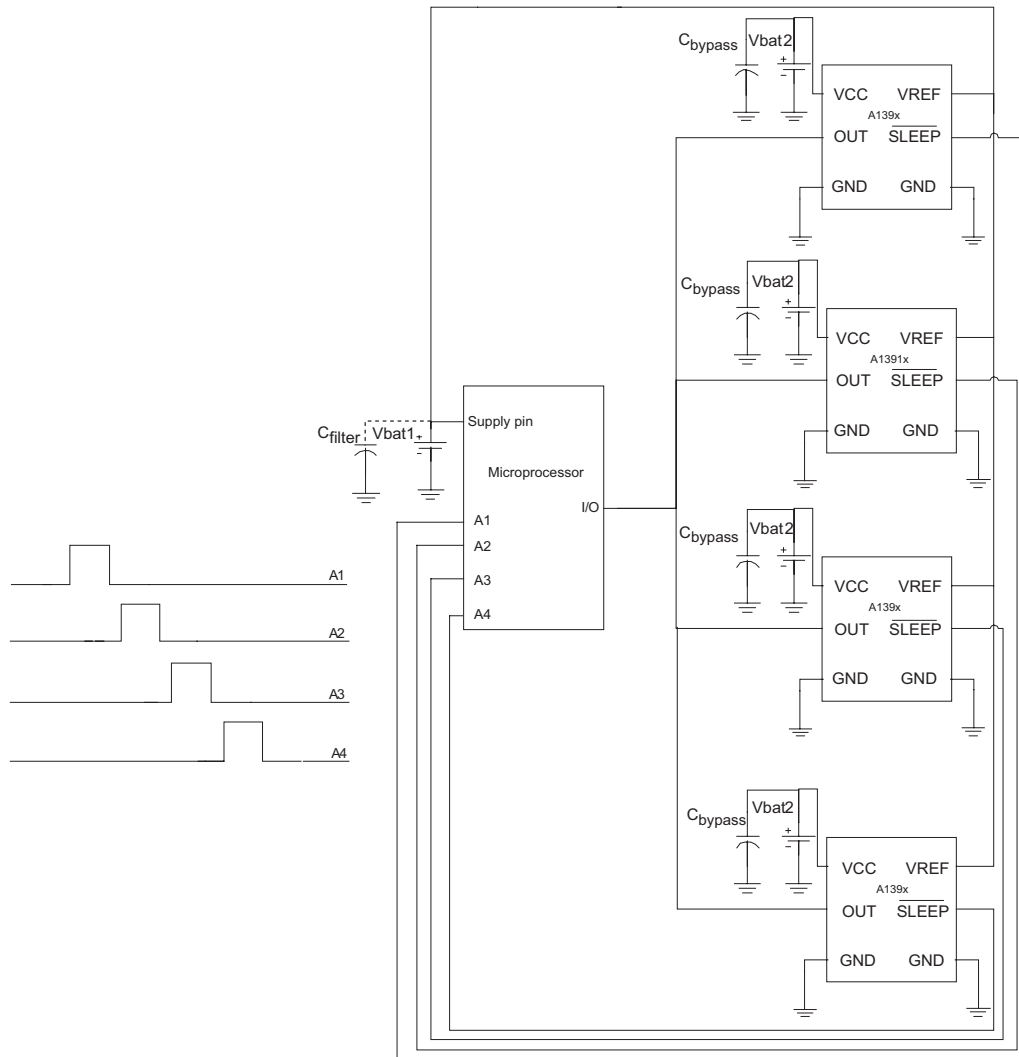 Cbypass Vbat2
+
-
VCC VREF
A139x
OUT SLEEP
GND GND
Cbypass Vbat2
+
-
VCC VREF
A1391x
OUT SLEEP
GND GND
Cfilter Vbat1 +
-
Supply pin
Microprocessor
I/O
A1
A2
A3
A4
Cbypass Vbat2
+
-
VCC VREF
A139x
OUT SLEEP
GND GND
A1
A2
A3
A4
Cbypass Vbat2
+
-
VCC VREF
A139x
OUT SLEEP
GND GND